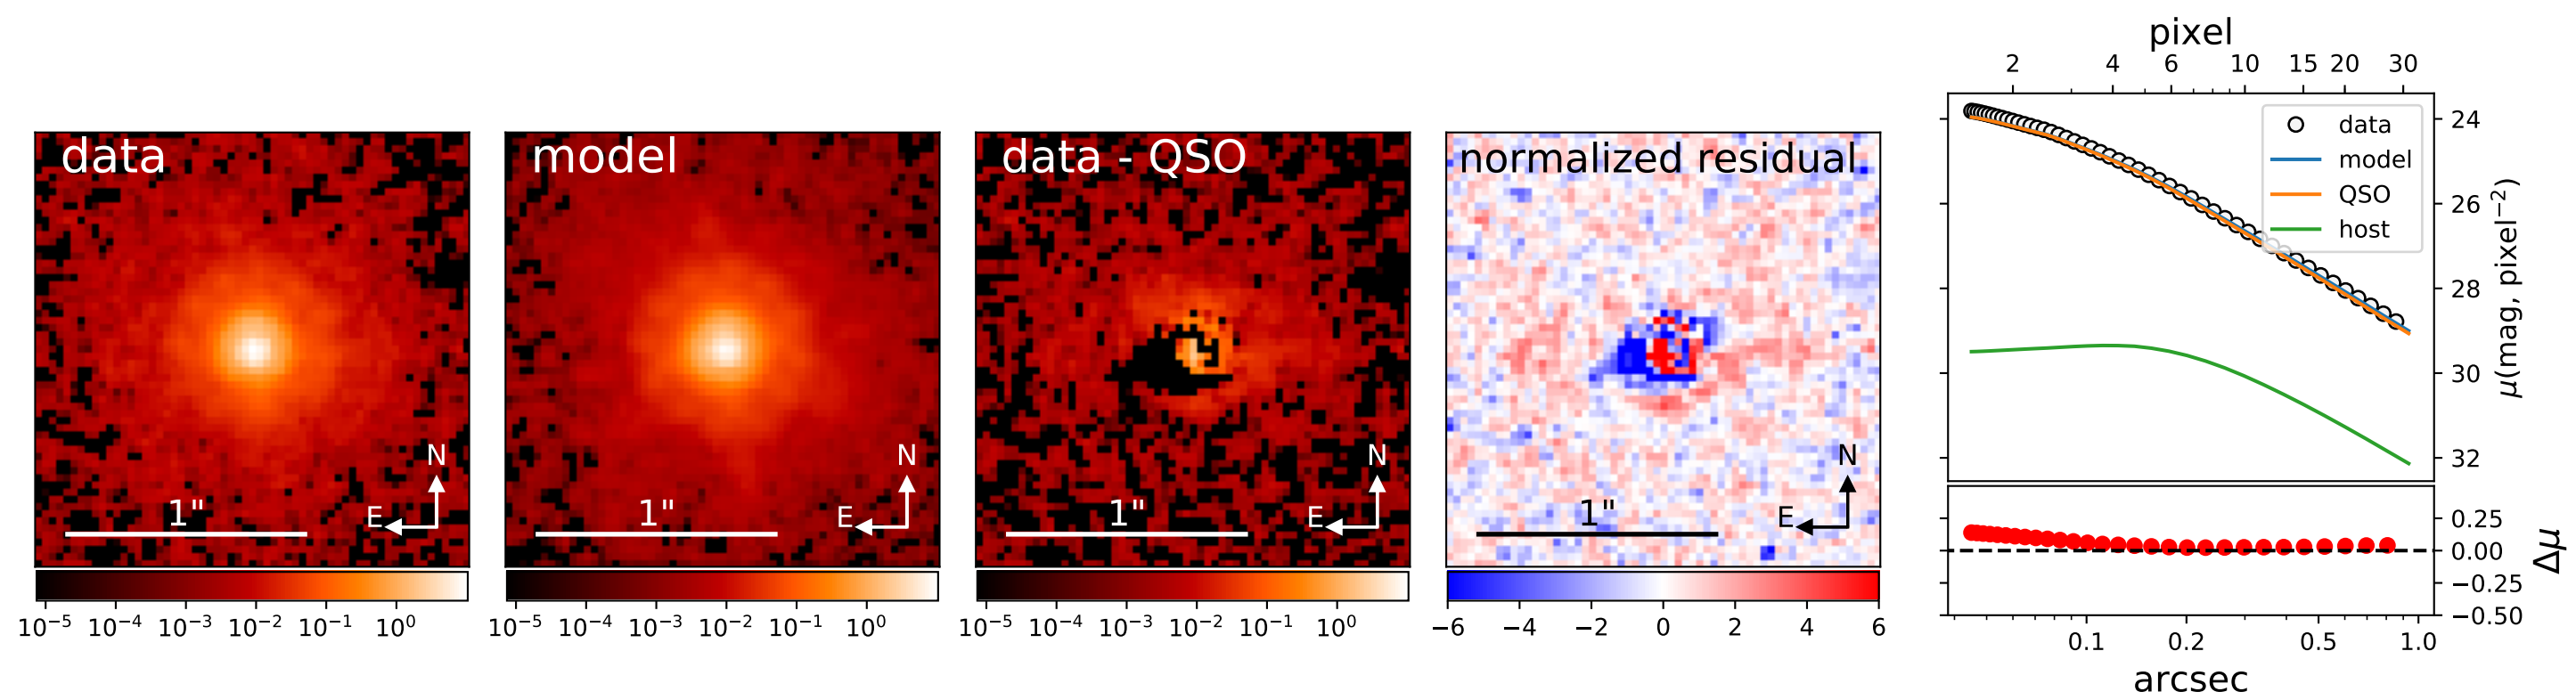 data
N
E
1"
10⁻⁵ 10⁻⁴ 10⁻³ 10⁻² 10⁻¹ 10⁰
model
N
E
1"
10⁻⁵ 10⁻⁴ 10⁻³ 10⁻² 10⁻¹ 10⁰
data - QSO
N
E
1"
10⁻⁵ 10⁻⁴ 10⁻³ 10⁻² 10⁻¹ 10⁰
normalized residual
N
E
1"
−6 −4 −2 0 2 4 6
pixel
2 4 6 10 15 20 30
data
model
QSO
host
24
26
28
30
32
μ(mag, pixel⁻²)
0.25
0.00
−0.25
−0.50
Δμ
0.1 0.2 0.5 1.0
arcsec